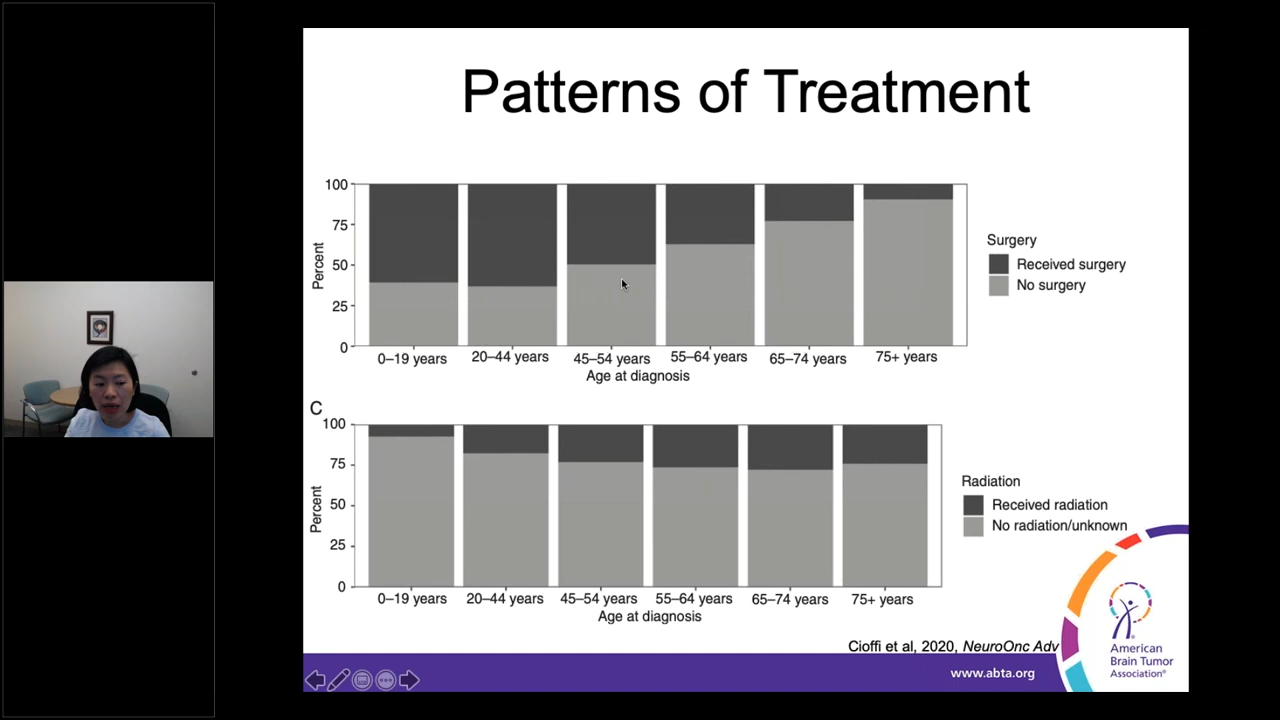 Patterns of Treatment
100
75
50
25
0
Percent
0–19 years
20–44 years
45–54 years
55–64 years
65–74 years
75+ years
Age at diagnosis
Surgery
Received surgery
No surgery
C
100
75
50
25
0
Percent
0–19 years
20–44 years
45–54 years
55–64 years
65–74 years
75+ years
Age at diagnosis
Radiation
Received radiation
No radiation/unknown
Cioffi et al, 2020, NeuroOnc Adv
www.abta.org
American
Brain Tumor
Association®